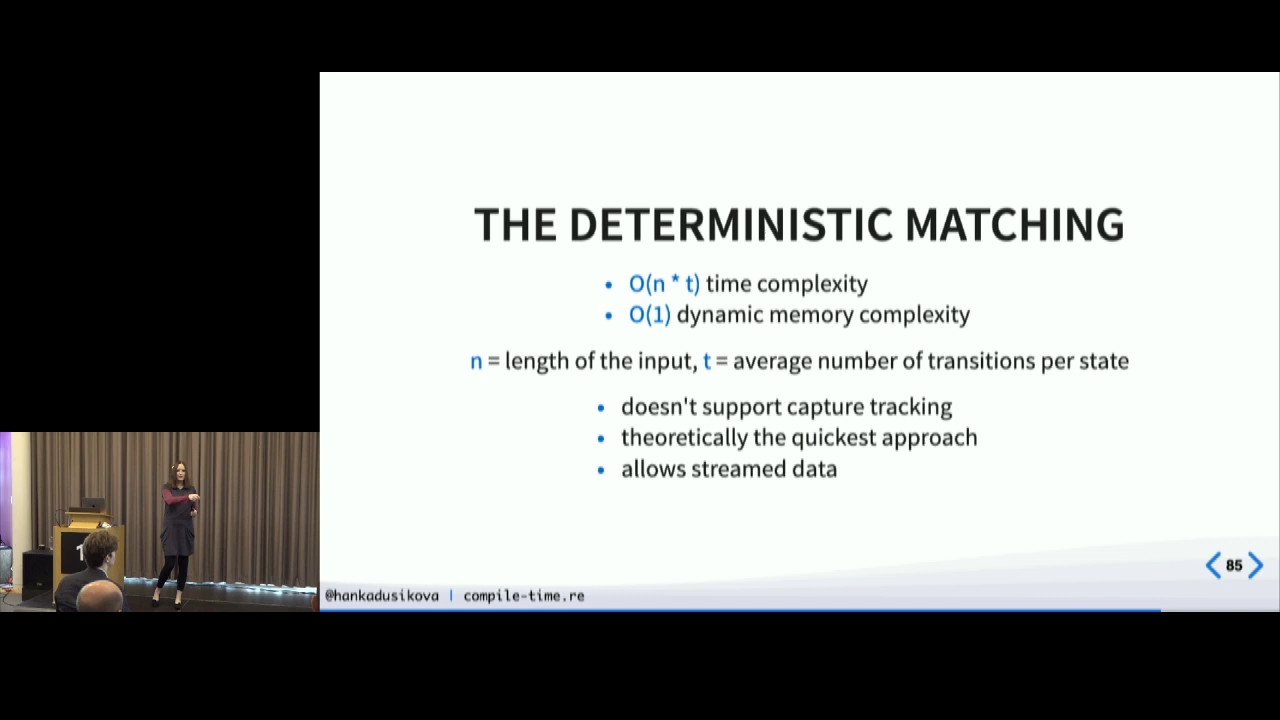 THE DETERMINISTIC MATCHING
• O(n * t) time complexity
• O(1) dynamic memory complexity
n = length of the input, t = average number of transitions per state
• doesn't support capture tracking
• theoretically the quickest approach
• allows streamed data
85
@hankadusikova | compile-time.re